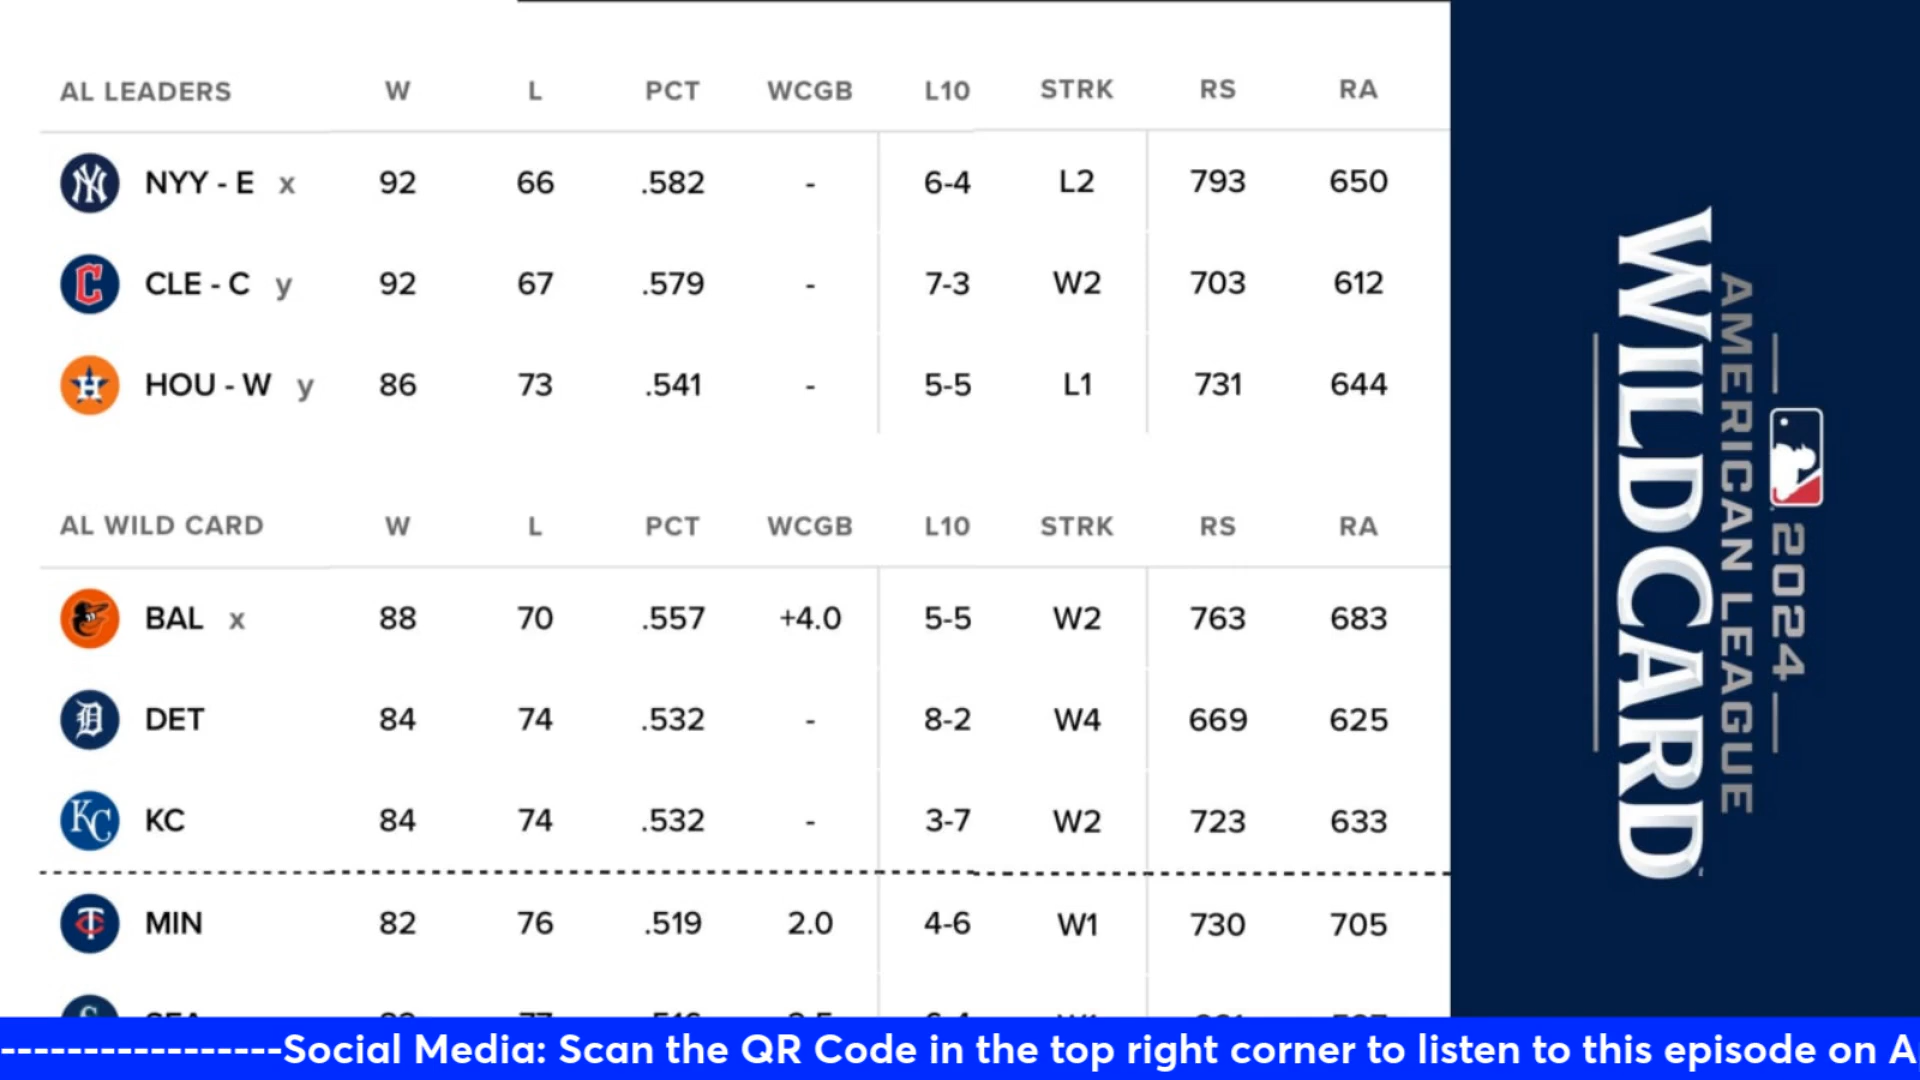 AL LEADERS W L PCT WCGB L10 STRK RS RA
NYY - E x 92 66 .582 - 6-4 L2 793 650
CLE - C y 92 67 .579 - 7-3 W2 703 612
HOU - W y 86 73 .541 - 5-5 L1 731 644
AL WILD CARD W L PCT WCGB L10 STRK RS RA
BAL x 88 70 .557 +4.0 5-5 W2 763 683
DET 84 74 .532 - 8-2 W4 669 625
KC 84 74 .532 - 3-7 W2 723 633
MIN 82 76 .519 2.0 4-6 W1 730 705
2024
AMERICAN LEAGUE
WILD CARD
-----------------Social Media: Scan the QR Code in the top right corner to listen to this episode on A